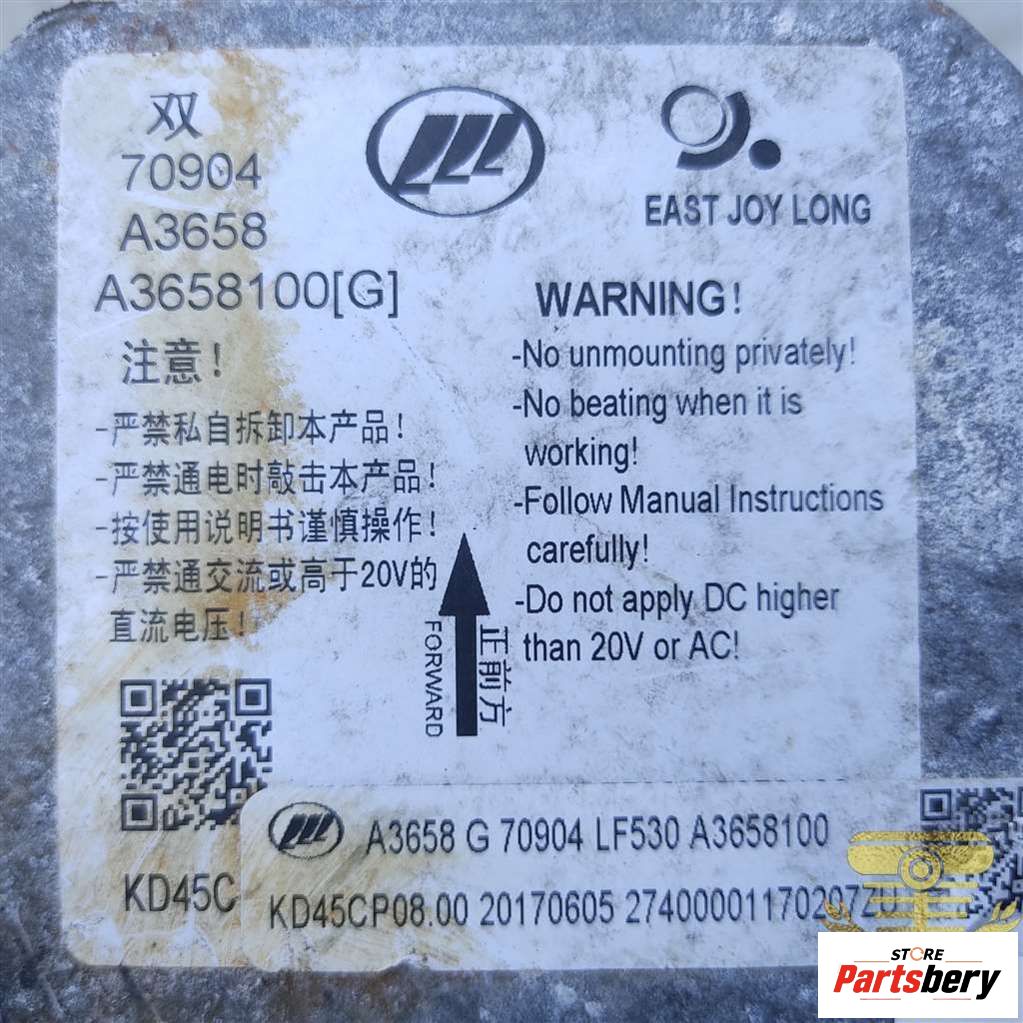 双
70904
A3658
A3658100[G]
EAST JOY LONG
注意!
-严禁私自拆卸本产品!
-严禁通电时敲击本产品!
-按使用说明书谨慎操作!
-严禁通交流或高于20V的
直流电压!
WARNING!
-No unmounting privately!
-No beating when it is
working!
-Follow Manual Instructions
carefully!
-Do not apply DC higher
than 20V or AC!
FORWARD
正前方
KD45C
A3658 G 70904 LF530 A3658100
KD45CP08.00 20170605
STORE
Partsbery